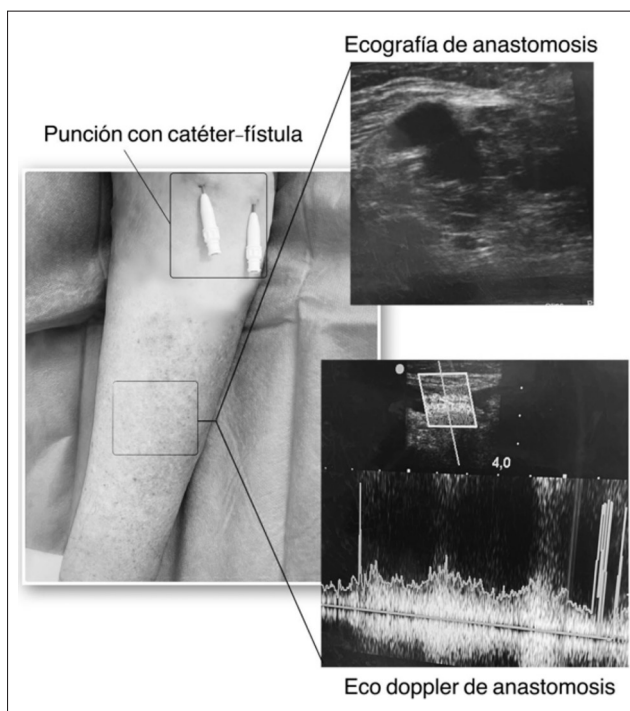 Ecografía de anastomosis
Punción con catéter-fístula
4,0
Eco doppler de anastomosis